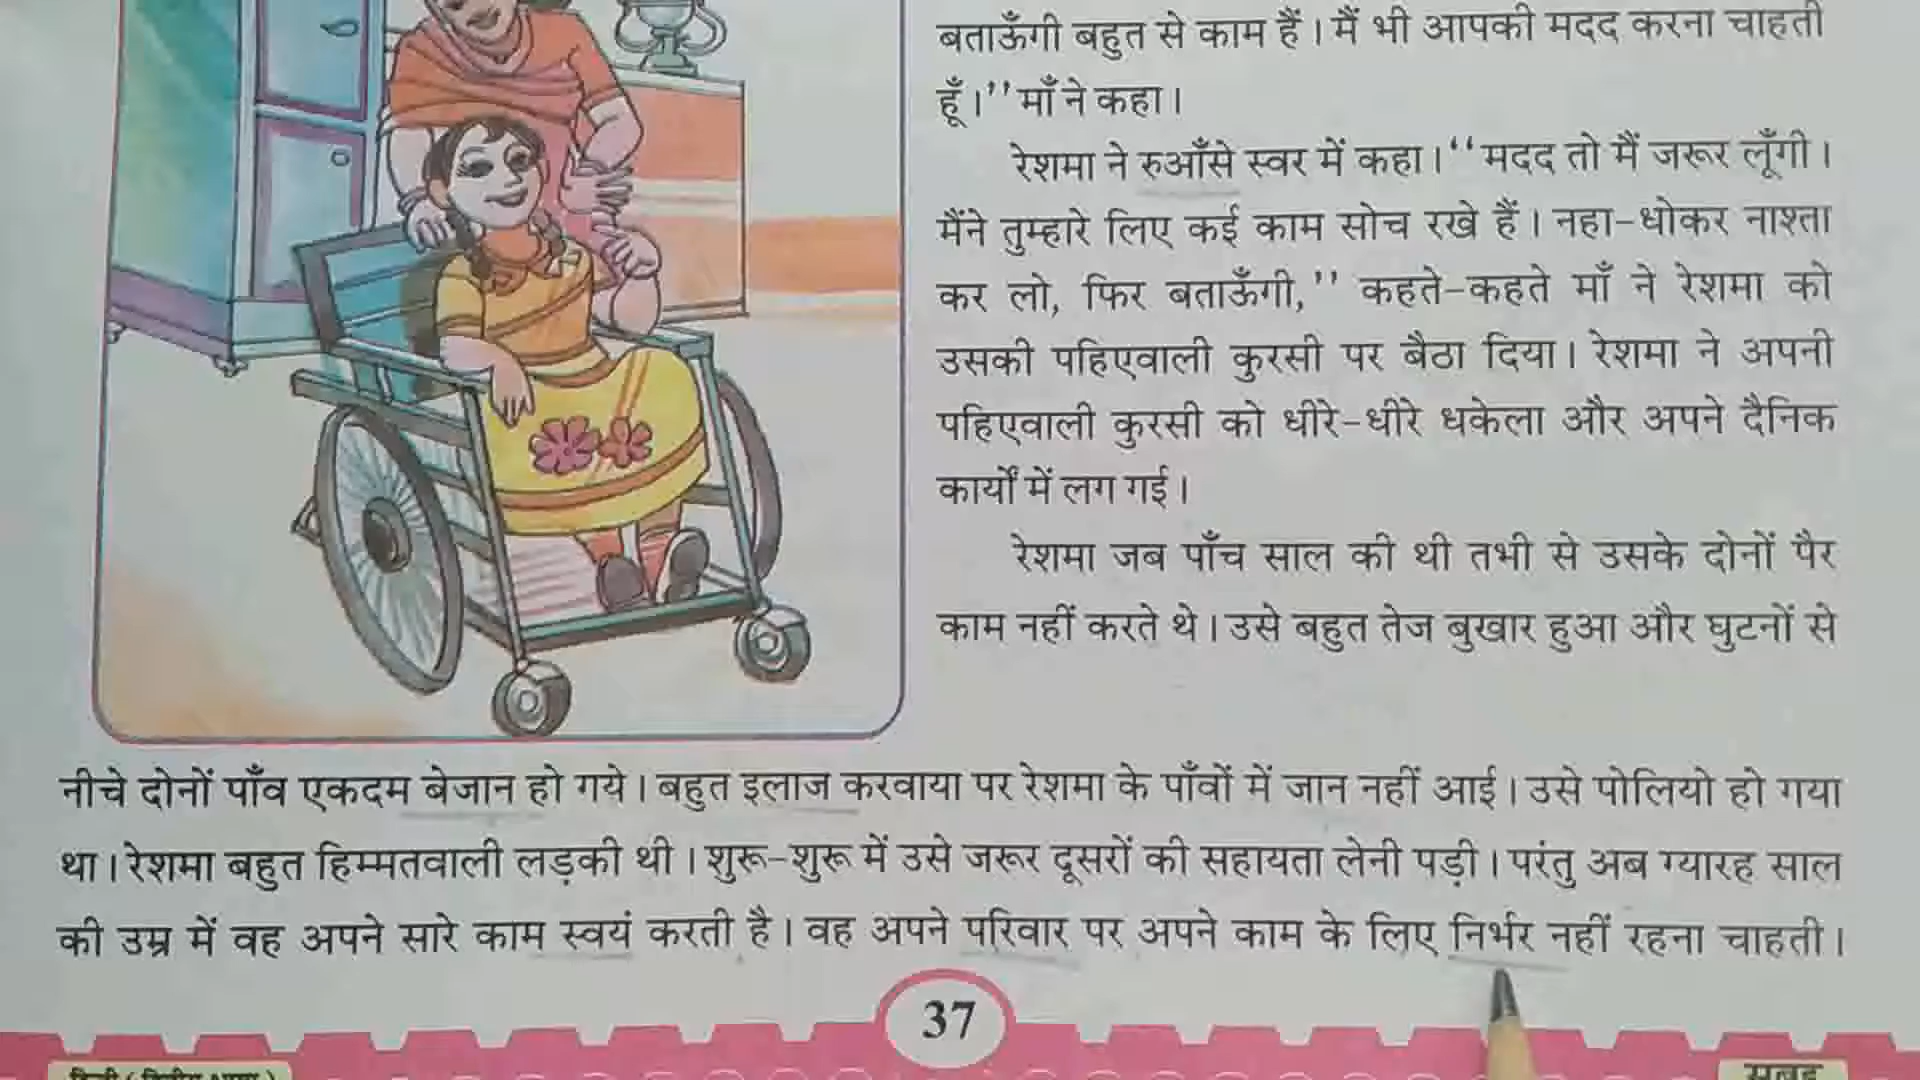 बताऊँगी बहुत से काम हैं। मैं भी आपकी मदद करना चाहती
हूँ।’’ माँ ने कहा।
रेशमा ने रुआँसे स्वर में कहा। ‘‘मदद तो मैं जरूर लूँगी।
मैंने तुम्हारे लिए कई काम सोच रखे हैं। नहा-धोकर नाश्ता
कर लो, फिर बताऊँगी,’’ कहते-कहते माँ ने रेशमा को
उसकी पहिएवाली कुरसी पर बैठा दिया। रेशमा ने अपनी
पहिएवाली कुरसी को धीरे-धीरे धकेला और अपने दैनिक
कार्यों में लग गई।
रेशमा जब पाँच साल की थी तभी से उसके दोनों पैर
काम नहीं करते थे। उसे बहुत तेज बुखार हुआ और घुटनों से
नीचे दोनों पाँव एकदम बेजान हो गये। बहुत इलाज करवाया पर रेशमा के पाँवों में जान नहीं आई। उसे पोलियो हो गया
था। रेशमा बहुत हिम्मतवाली लड़की थी। शुरू-शुरू में उसे जरूर दूसरों की सहायता लेनी पड़ी। परंतु अब ग्यारह साल
की उम्र में वह अपने सारे काम स्वयं करती है। वह अपने परिवार पर अपने काम के लिए निर्भर नहीं रहना चाहती।
37